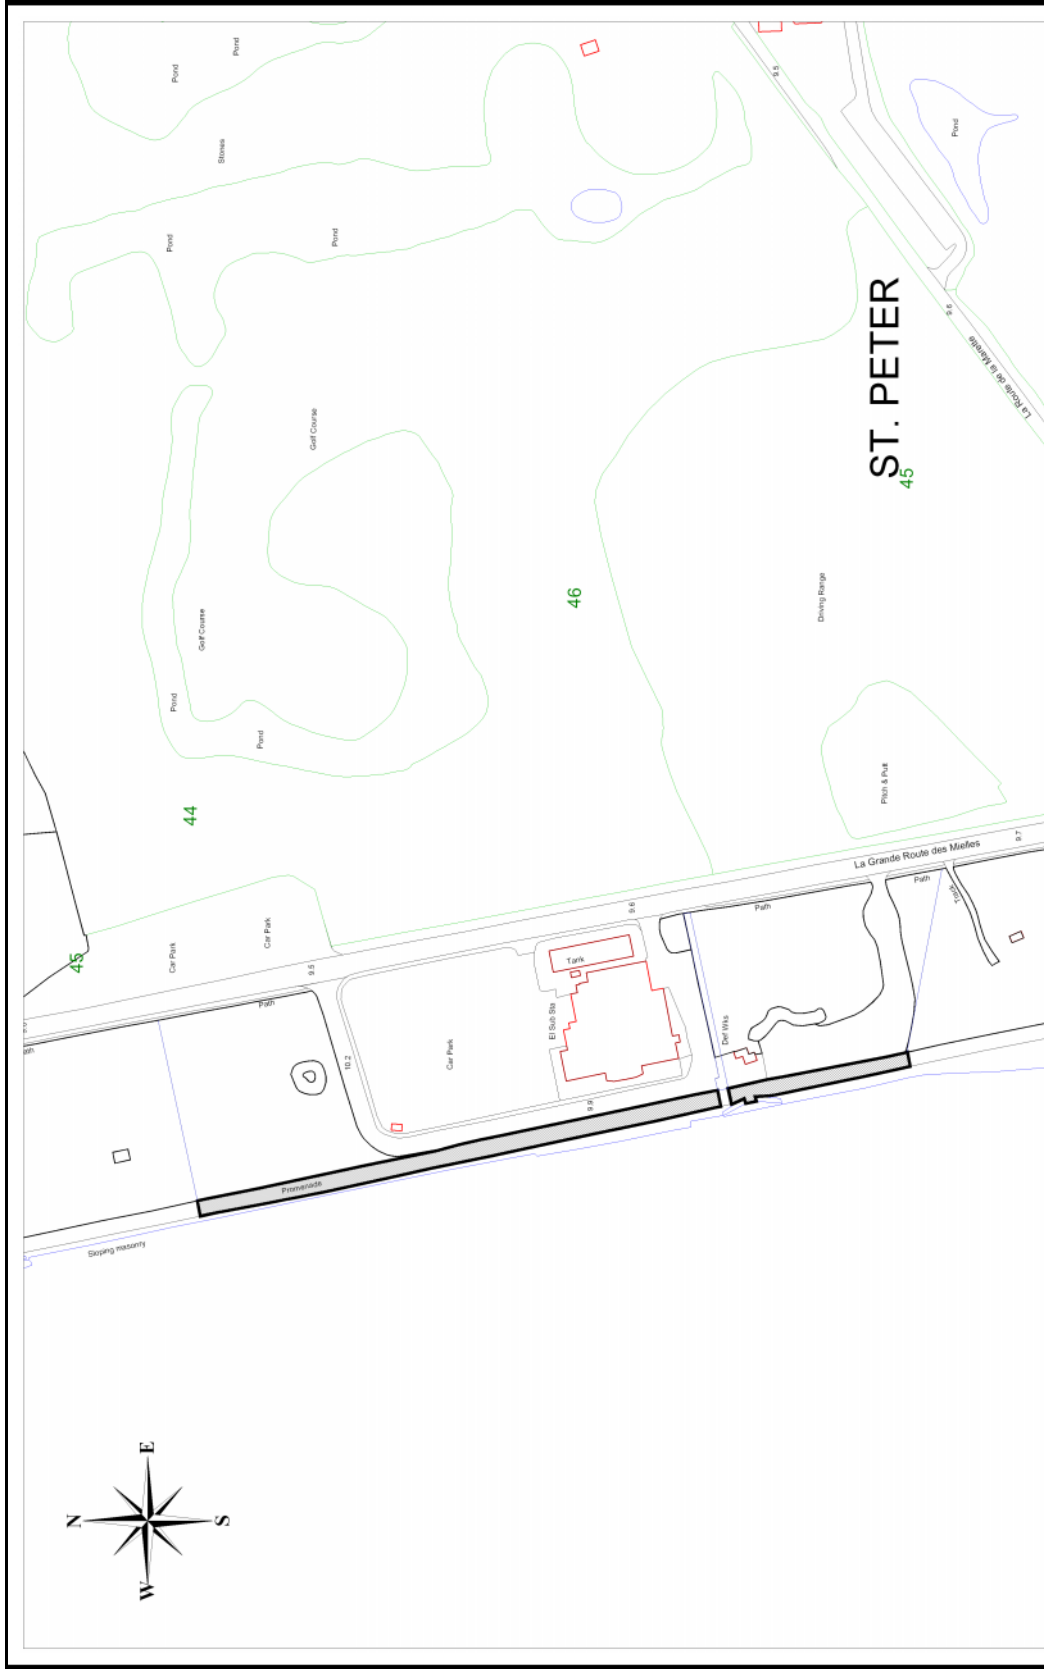 Pond
Pond
Stones
Pond
Pond
9.5
Pond
9.6
La Route de la Marette
ST. PETER
45
Golf Course
Golf Course
46
Driving Range
Pond
Pond
44
Pitch & Putt
La Grande Route des Mielles
9.7
Car Park
Car Park
45
9.5
9.6
Path
Path
Path
Track
Tank
El Sub Sta
Car Park
10.2
9.9
Def Wks
Promenade
Sloping masonry
N
E
S
W